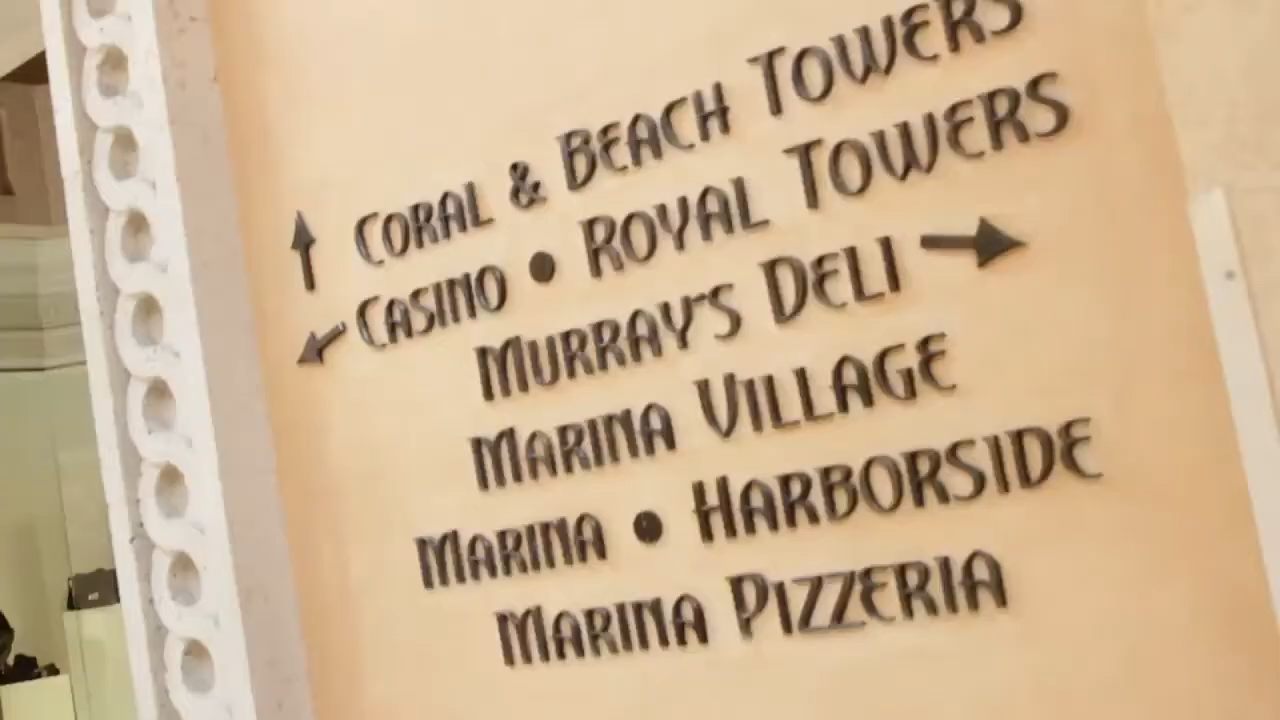 CORAL & BEACH TOWERS
CASINO • ROYAL TOWERS
MURRAY'S DELI
MARINA VILLAGE
MARINA • HARBORSIDE
MARINA PIZZERIA